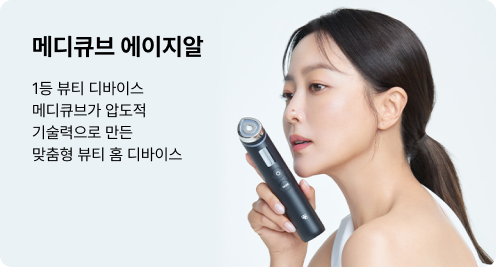 메디큐브 에이지알
1등 뷰티 디바이스
메디큐브가 압도적
기술력으로 만든
맞춤형 뷰티 홈 디바이스